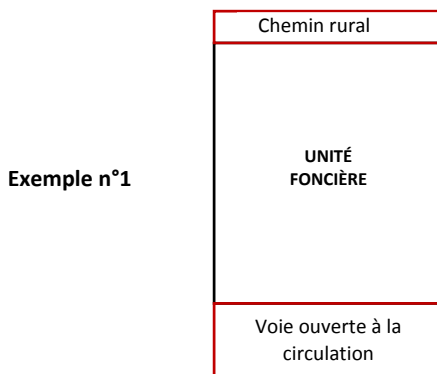 Chemin rural
Exemple n°1
UNITÉ
FONCIÈRE
Voie ouverte à la
circulation